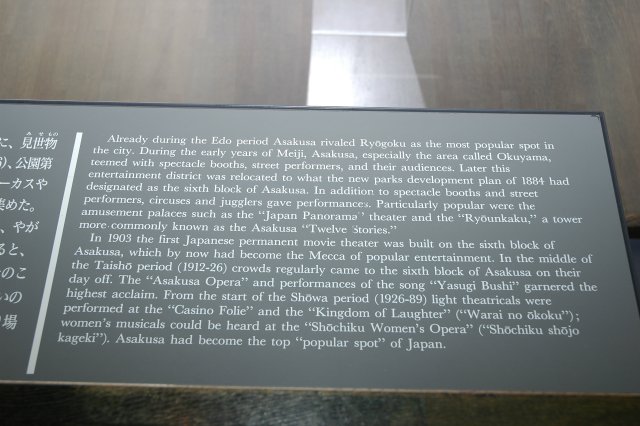 に、見世物
みせもの
、公園第
ーカスや
集めた。
、やが
ると、
のこ
いの
場
Already during the Edo period Asakusa rivaled Ryōgoku as the most popular spot in
the city. During the early years of Meiji, Asakusa, especially the area called Okuyama,
teemed with spectacle booths, street performers, and their audiences. Later this
entertainment district was relocated to what the new parks development plan of 1884 had
designated as the sixth block of Asakusa. In addition to spectacle booths and street
performers, circuses and jugglers gave performances. Particularly popular were the
amusement palaces such as the "Japan Panorama" theater and the "Ryōunkaku," a tower
more commonly known as the Asakusa "Twelve Stories."
In 1903 the first Japanese permanent movie theater was built on the sixth block of
Asakusa, which by now had become the Mecca of popular entertainment. In the middle of
the Taishō period (1912-26) crowds regularly came to the sixth block of Asakusa on their
day off. The "Asakusa Opera" and performances of the song "Yasugi Bushi" garnered the
highest acclaim. From the start of the Shōwa period (1926-89) light theatricals were
performed at the "Casino Folie" and the "Kingdom of Laughter" ("Warai no ōkoku");
women's musicals could be heard at the "Shōchiku Women's Opera" ("Shōchiku shōjo
kageki"). Asakusa had become the top "popular spot" of Japan.